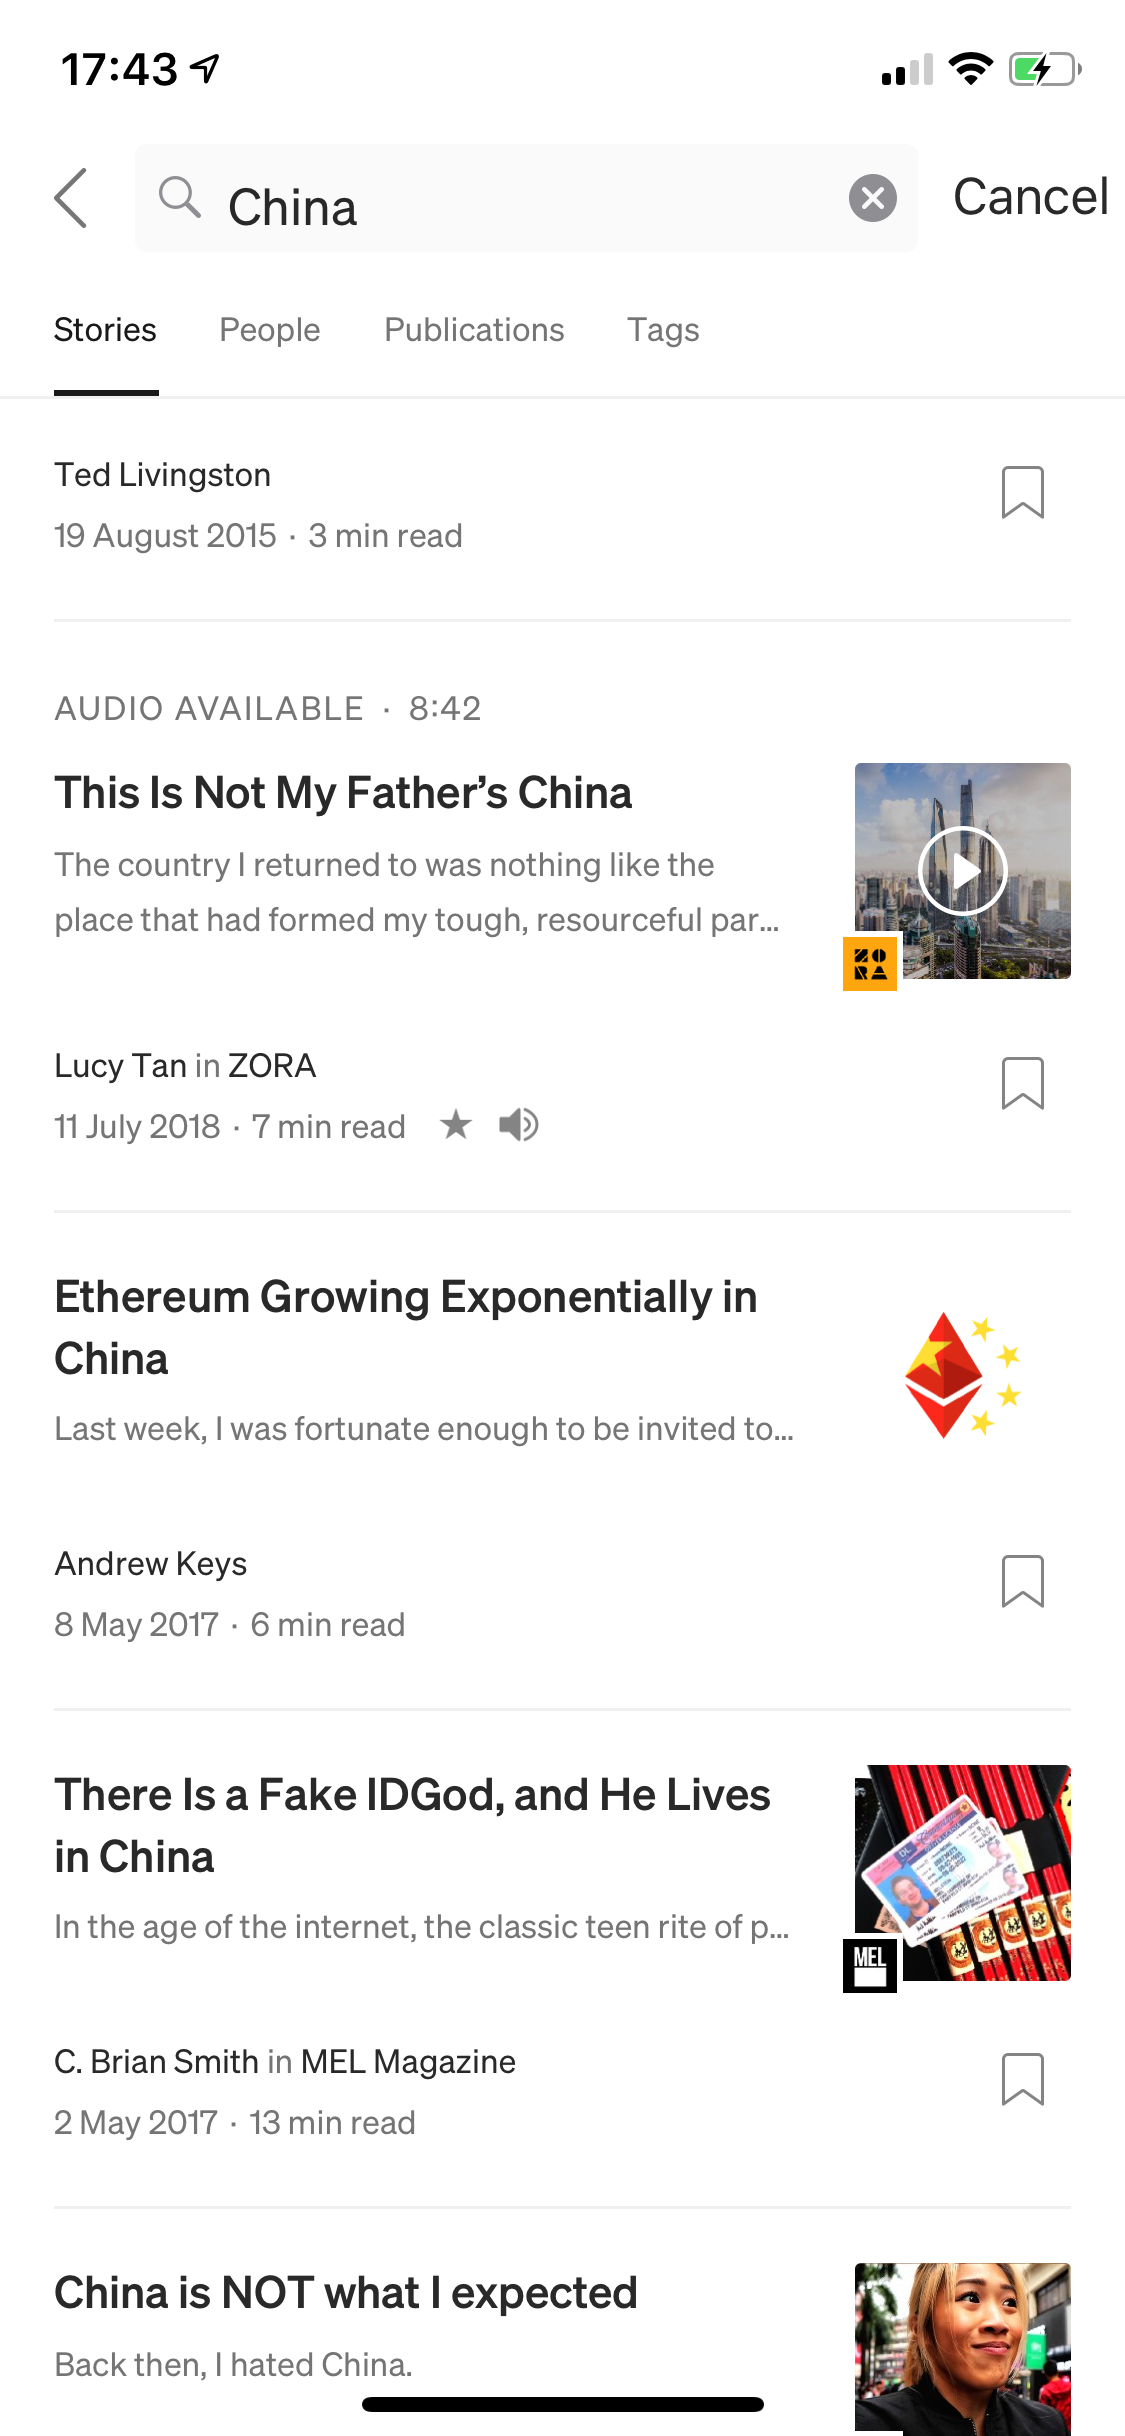 17:43
China
Cancel
Stories People Publications Tags
Ted Livingston
19 August 2015 · 3 min read
AUDIO AVAILABLE · 8:42
This Is Not My Father’s China
The country I returned to was nothing like the
place that had formed my tough, resourceful par...
ZORA
Lucy Tan in ZORA
11 July 2018 · 7 min read
Ethereum Growing Exponentially in
China
Last week, I was fortunate enough to be invited to...
Andrew Keys
8 May 2017 · 6 min read
There Is a Fake IDGod, and He Lives
in China
In the age of the internet, the classic teen rite of p...
MEL
C. Brian Smith in MEL Magazine
2 May 2017 · 13 min read
China is NOT what I expected
Back then, I hated China.